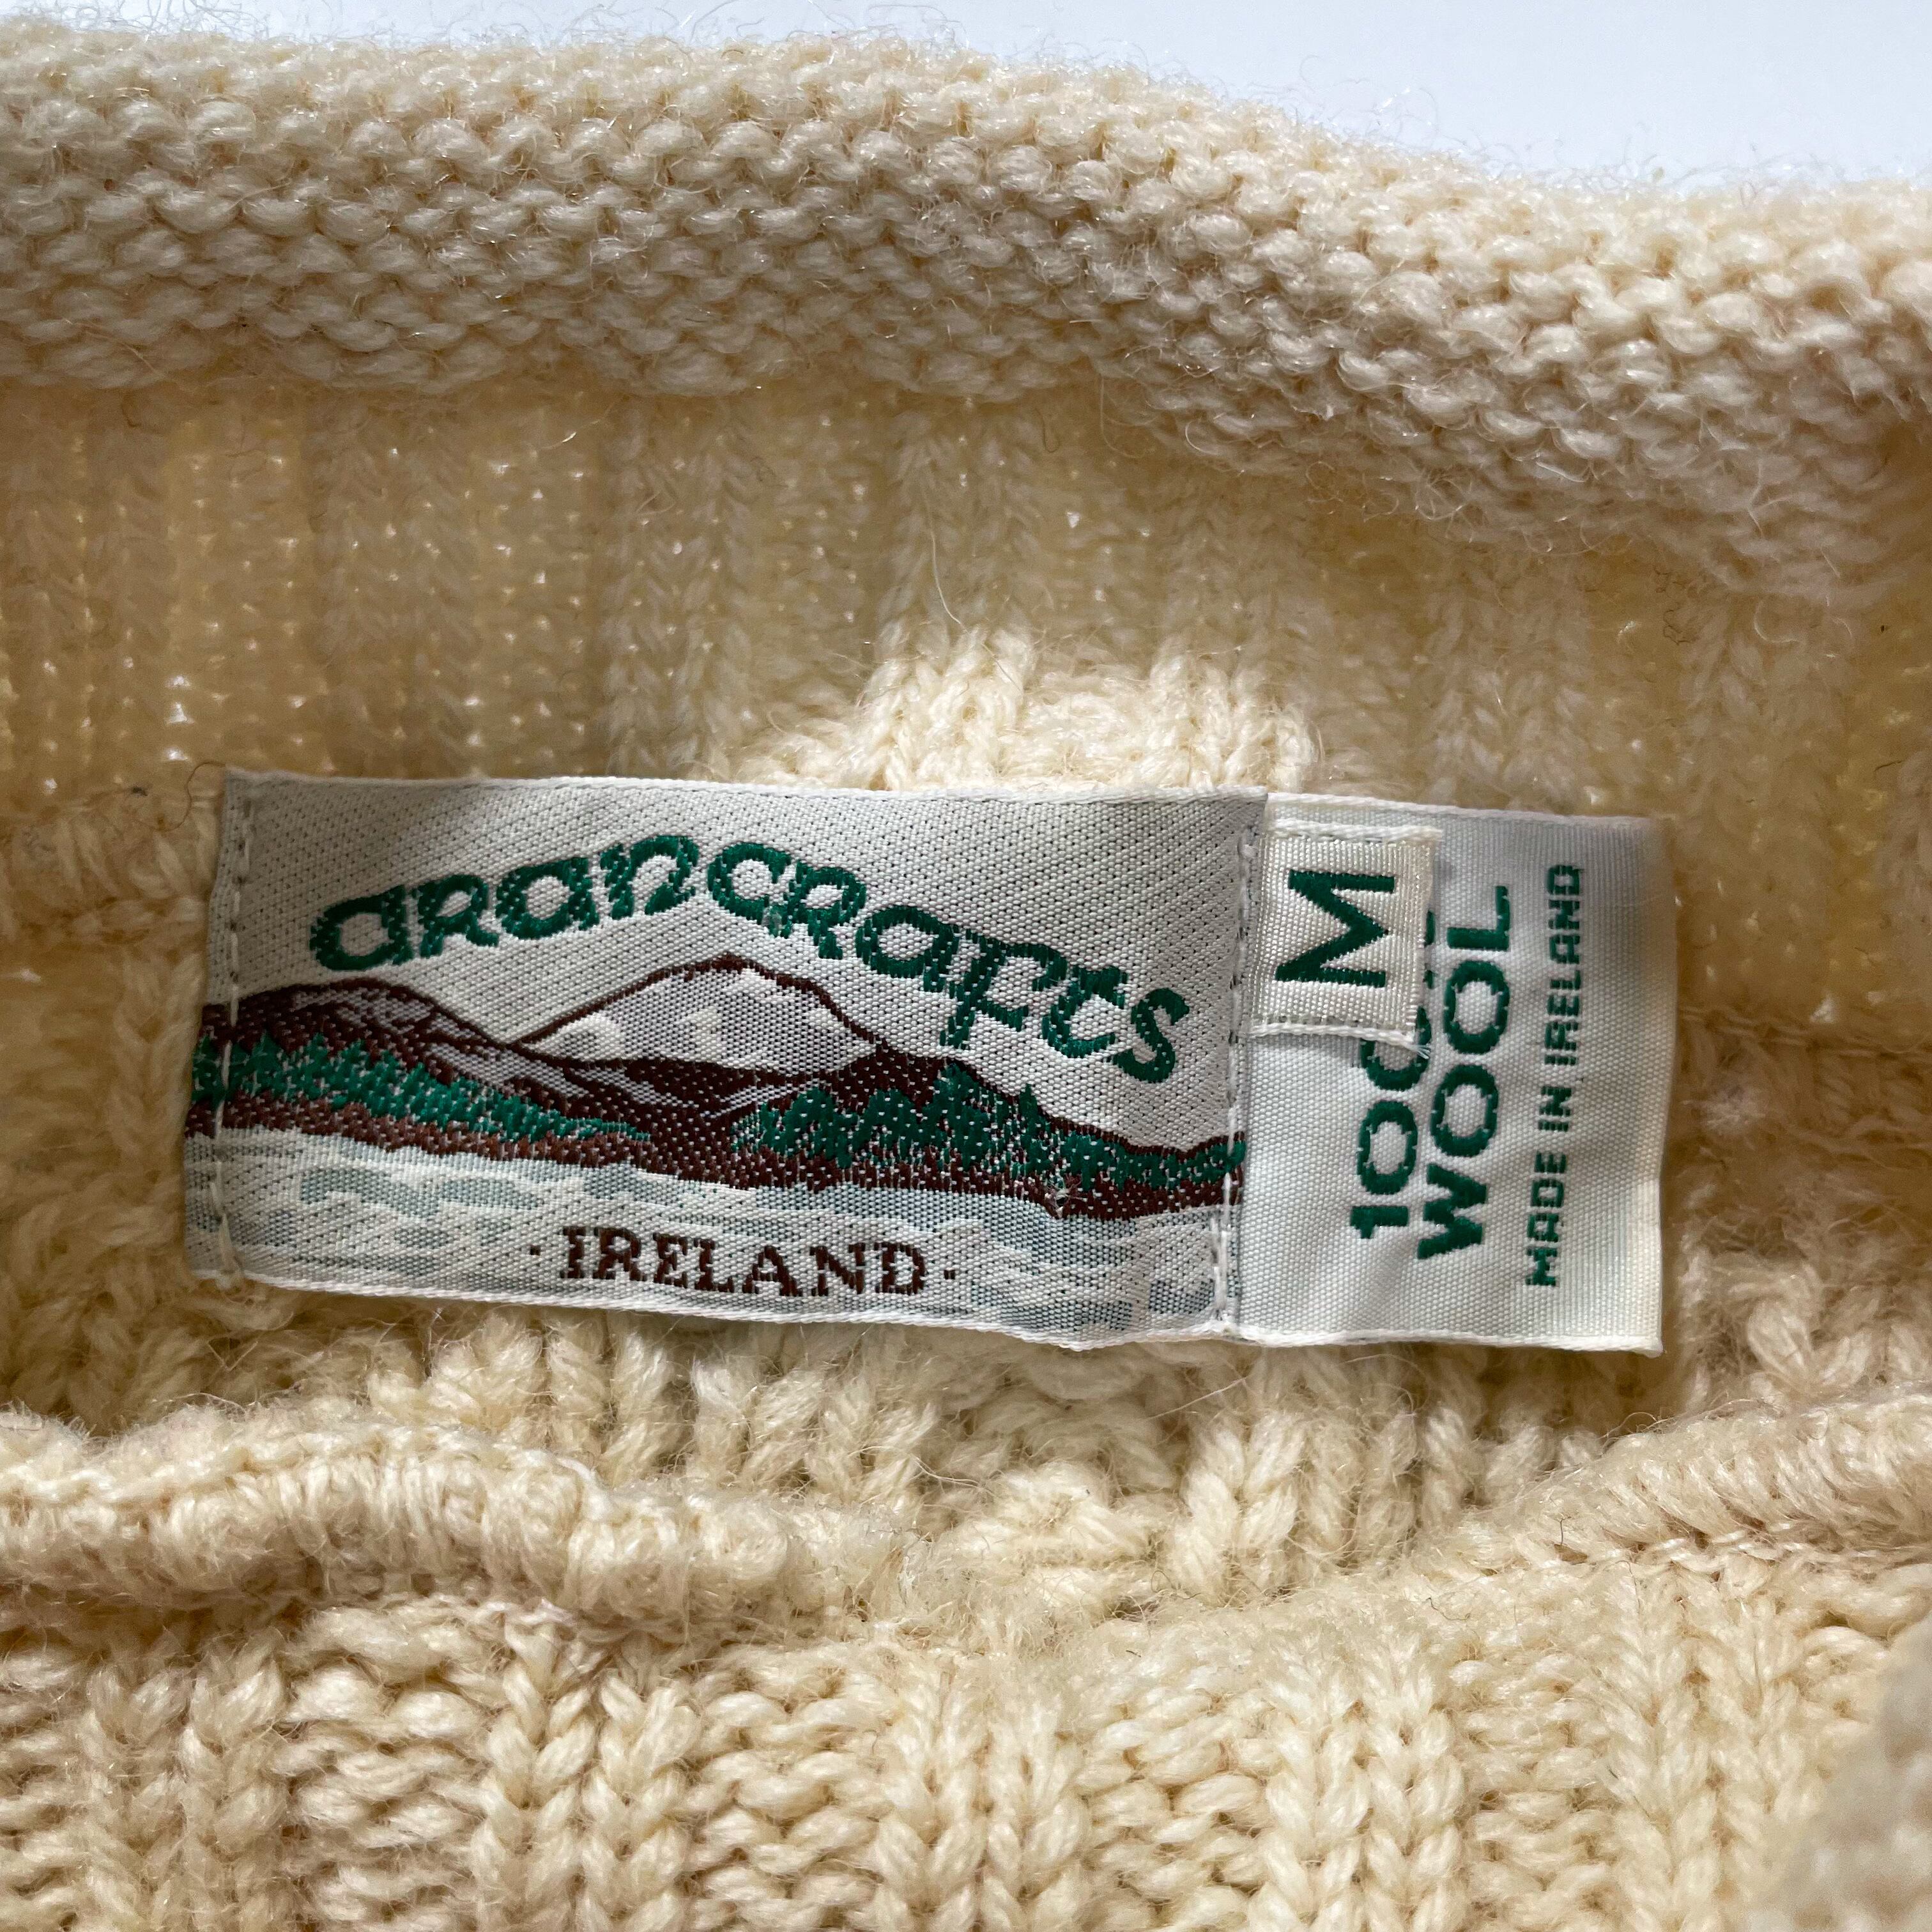 arancrafts
· IRELAND ·
M
100%
WOOL
MADE IN IRELAND